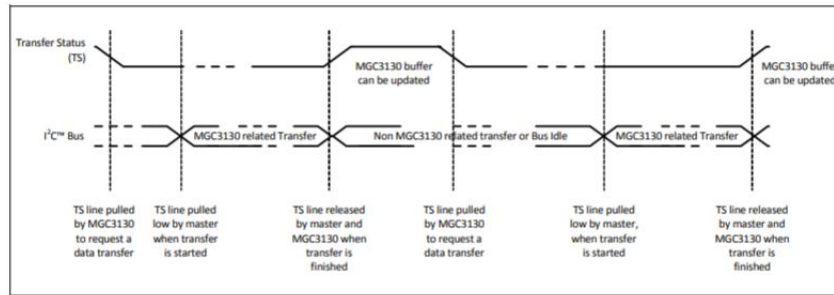 Transfer Status
(TS)
MGC3130 buffer
can be updated
MGC3130 buffer
can be updated
I²C™ Bus
MGC3130 related Transfer
Non MGC3130 related transfer or Bus Idle
MGC3130 related Transfer
TS line pulled
by MGC3130
to request a
data transfer
TS line pulled
low by master
when transfer
is started
TS line released
by master and
MGC3130 when
transfer is
finished
TS line pulled
by MGC3130
to request a
data transfer
TS line pulled
low by master,
when transfer
is started
TS line released
by master and
MGC3130 when
transfer is
finished